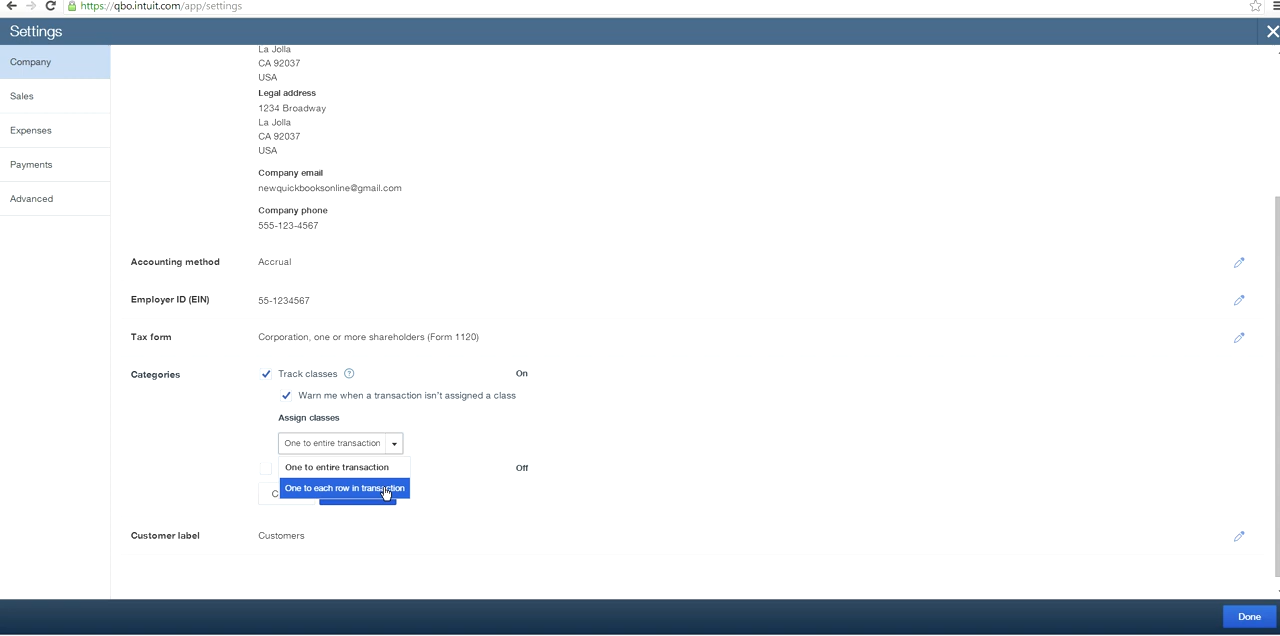 https://qbo.intuit.com/app/settings
Settings
Company
Sales
Expenses
Payments
Advanced
La Jolla
CA 92037
USA
Legal address
1234 Broadway
La Jolla
CA 92037
USA
Company email
newquickbooksonline@gmail.com
Company phone
555-123-4567
Accounting method Accrual
Employer ID (EIN) 55-1234567
Tax form Corporation, one or more shareholders (Form 1120)
Categories Track classes ? On
Warn me when a transaction isn't assigned a class
Assign classes
One to entire transaction
One to entire transaction Off
One to each row in transaction
C
Customer label Customers
Done